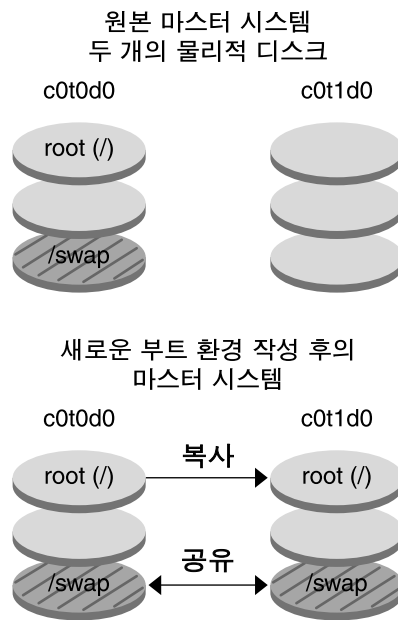 원본 마스터 시스템
두 개의 물리적 디스크
c0t0d0
c0t1d0
root (/)
/swap
새로운 부트 환경 작성 후의
마스터 시스템
c0t0d0
c0t1d0
root (/)
복사
root (/)
/swap
공유
/swap